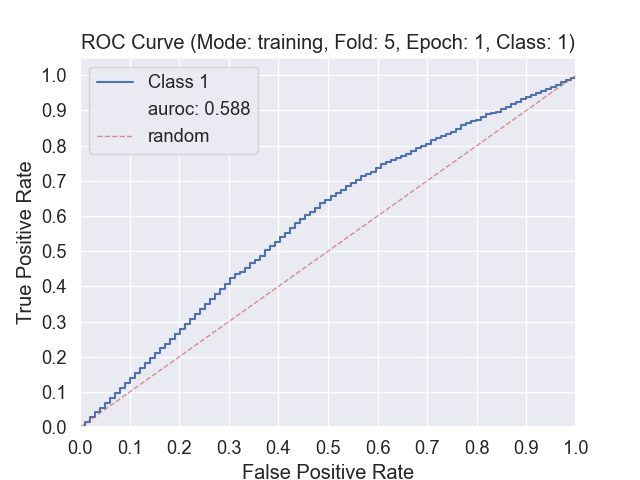 ROC Curve (Mode: training, Fold: 5, Epoch: 1, Class: 1)
Class 1
auroc: 0.588
random
True Positive Rate
1.0
0.9
0.8
0.7
0.6
0.5
0.4
0.3
0.2
0.1
0.0
0.0 0.1 0.2 0.3 0.4 0.5 0.6 0.7 0.8 0.9 1.0
False Positive Rate